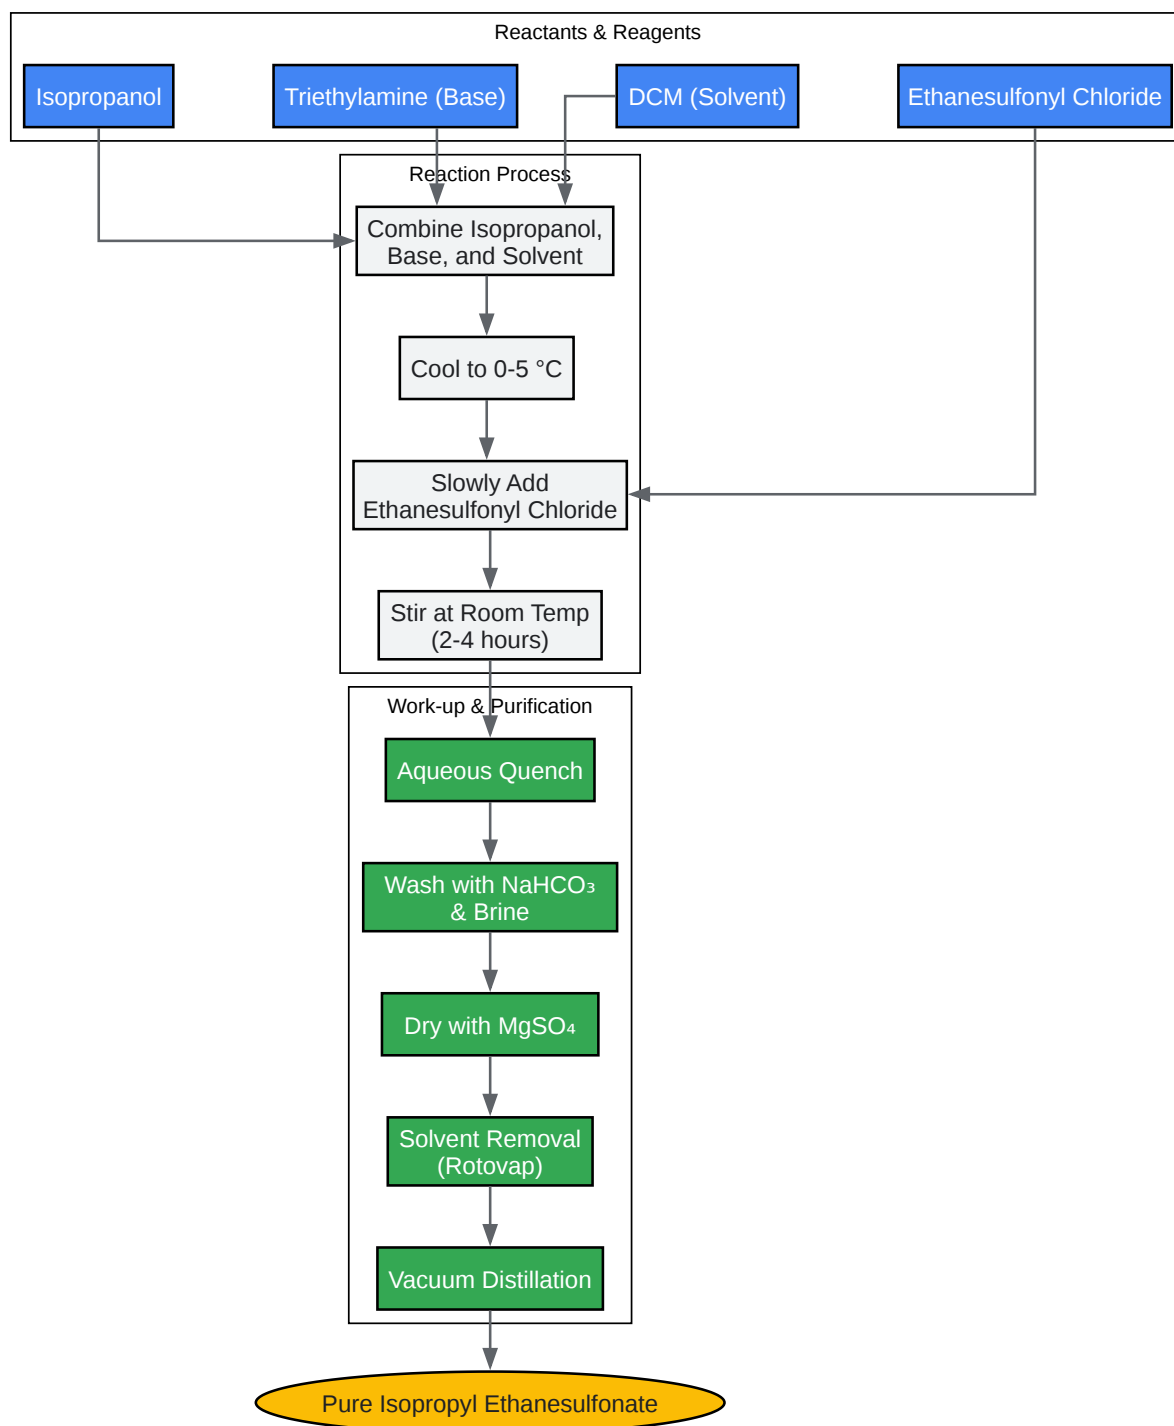 Reactants & Reagents
Isopropanol
Triethylamine (Base)
DCM (Solvent)
Ethanesulfonyl Chloride
Reaction Process
Combine Isopropanol,
Base, and Solvent
Cool to 0-5 °C
Slowly Add
Ethanesulfonyl Chloride
Stir at Room Temp
(2-4 hours)
Work-up & Purification
Aqueous Quench
Wash with NaHCO₃
& Brine
Dry with MgSO₄
Solvent Removal
(Rotovap)
Vacuum Distillation
Pure Isopropyl Ethanesulfonate